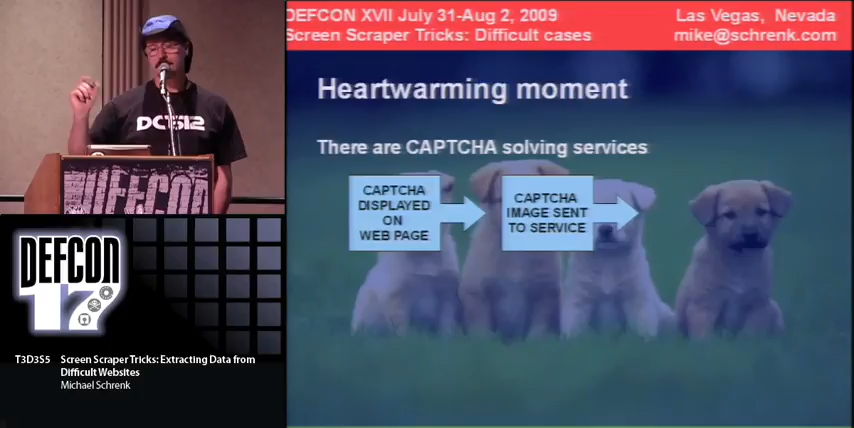 DEFCON XVII July 31-Aug 2, 2009
Las Vegas, Nevada
Screen Scraper Tricks: Difficult cases
mike@schrenk.com
Heartwarming moment
There are CAPTCHA solving services
CAPTCHA
DISPLAYED
ON
WEB PAGE
CAPTCHA
IMAGE SENT
TO SERVICE
DC512
DEFCON
DEFCON
17
T3D3S5 Screen Scraper Tricks: Extracting Data from
Difficult Websites
Michael Schrenk